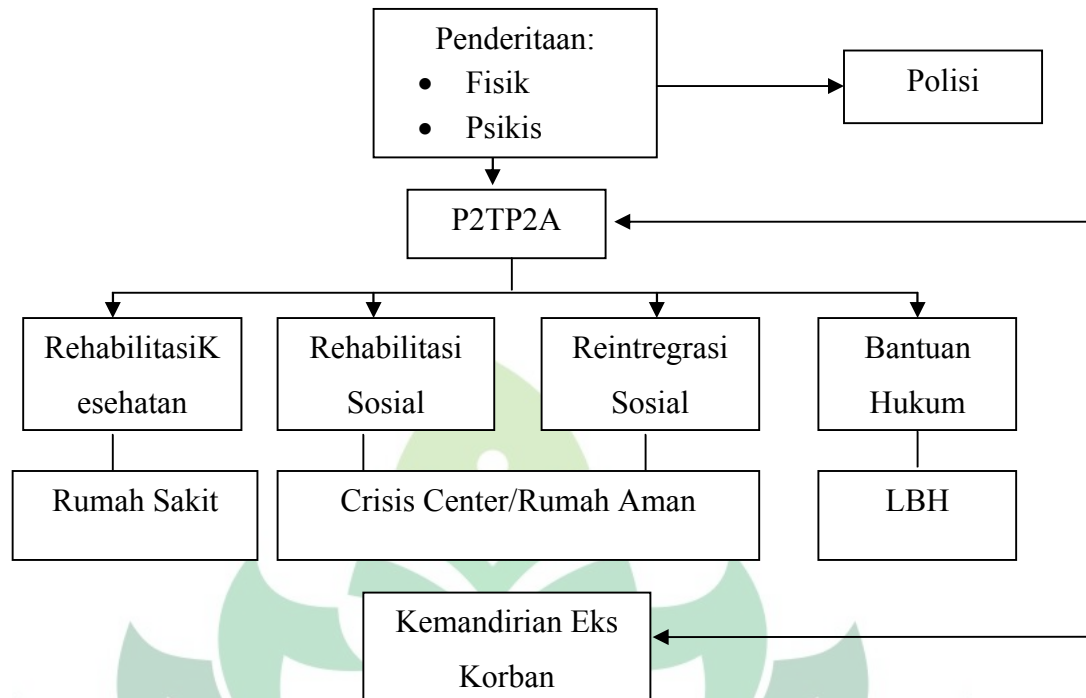 Penderitaan:
• Fisik
• Psikis
Polisi
P2TP2A
RehabilitasiK
esehatan
Rehabilitasi
Sosial
Reintregrasi
Sosial
Bantuan
Hukum
Rumah Sakit
Crisis Center/Rumah Aman
LBH
Kemandirian Eks
Korban